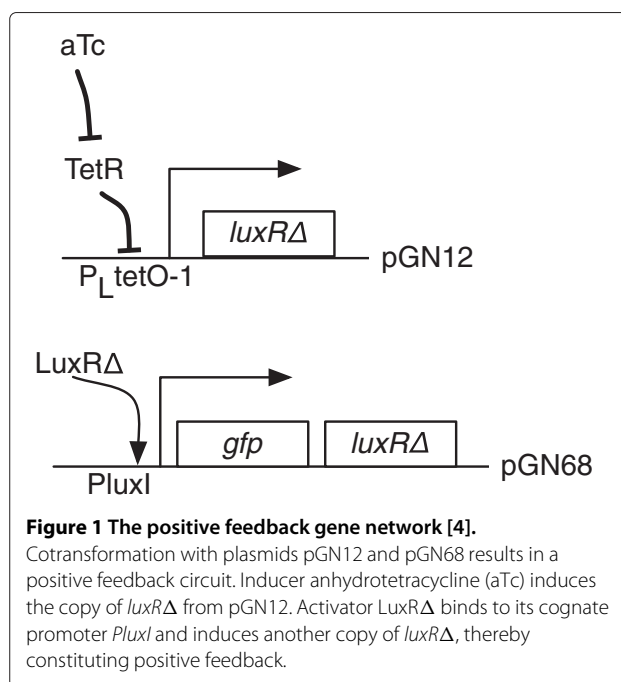 aTc
TetR
luxRΔ
PLtetO-1
pGN12
LuxRΔ
gfp
luxRΔ
PluxI
pGN68
Figure 1 The positive feedback gene network [4].
Cotransformation with plasmids pGN12 and pGN68 results in a
positive feedback circuit. Inducer anhydrotetracycline (aTc) induces
the copy of luxRΔ from pGN12. Activator LuxRΔ binds to its cognate
promoter PluxI and induces another copy of luxRΔ, thereby
constituting positive feedback.